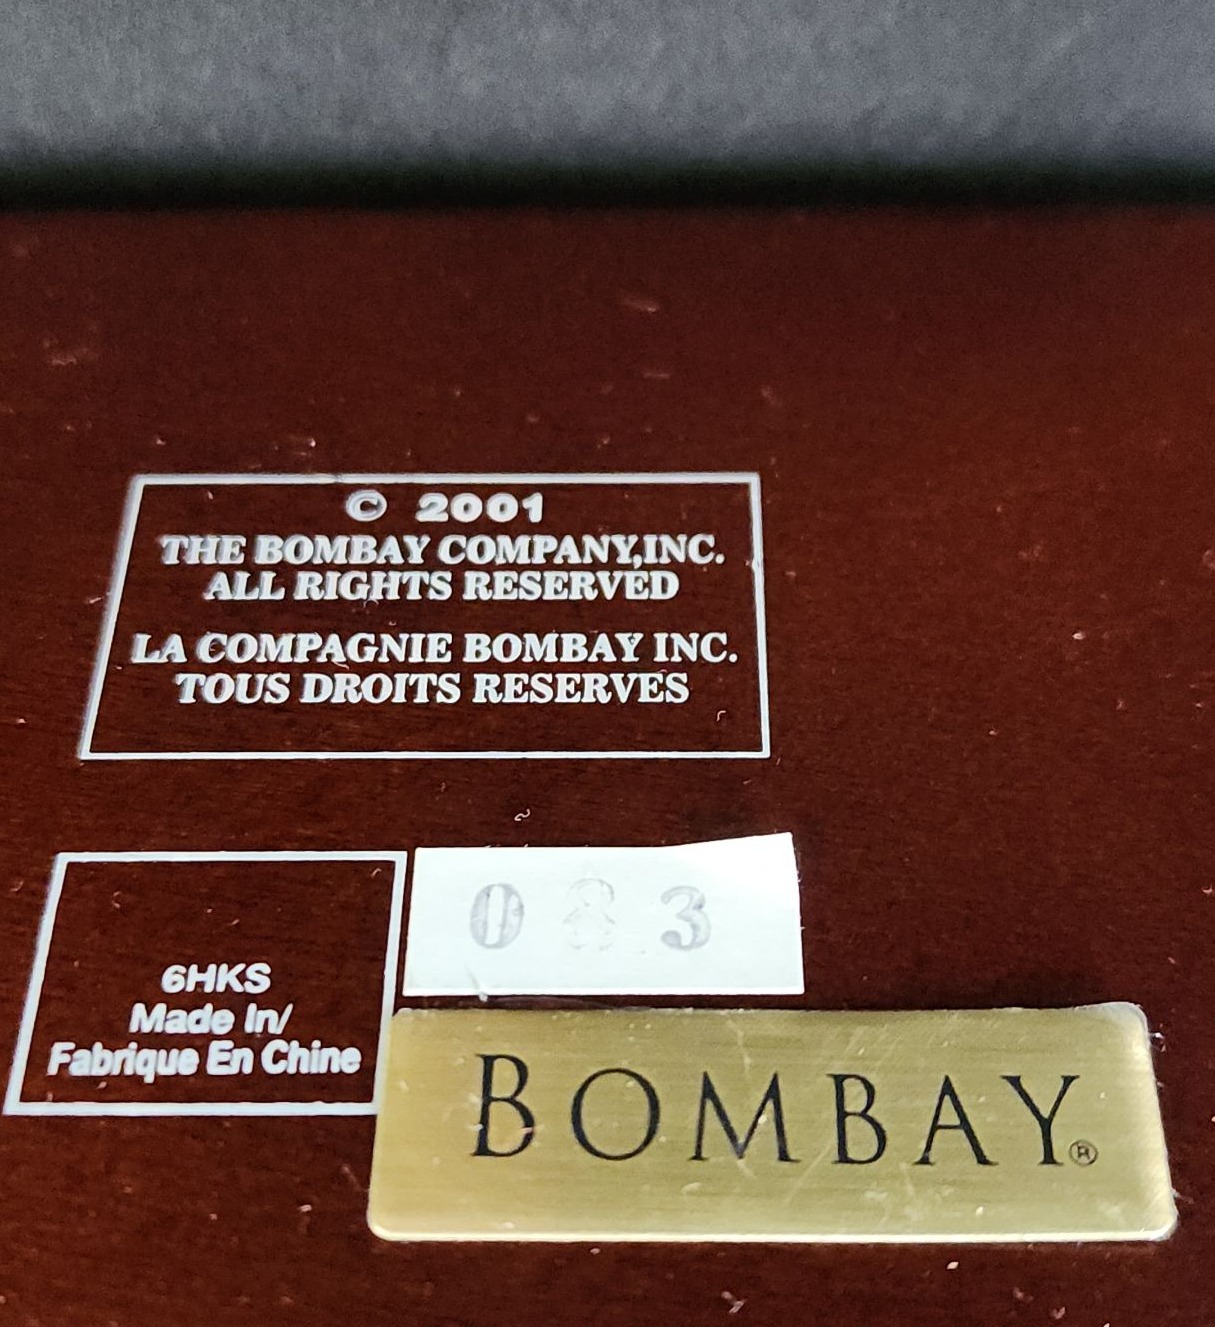 © 2001
THE BOMBAY COMPANY,INC.
ALL RIGHTS RESERVED
LA COMPAGNIE BOMBAY INC.
TOUS DROITS RESERVES
083
6HKS
Made In/
Fabrique En Chine
BOMBAY®